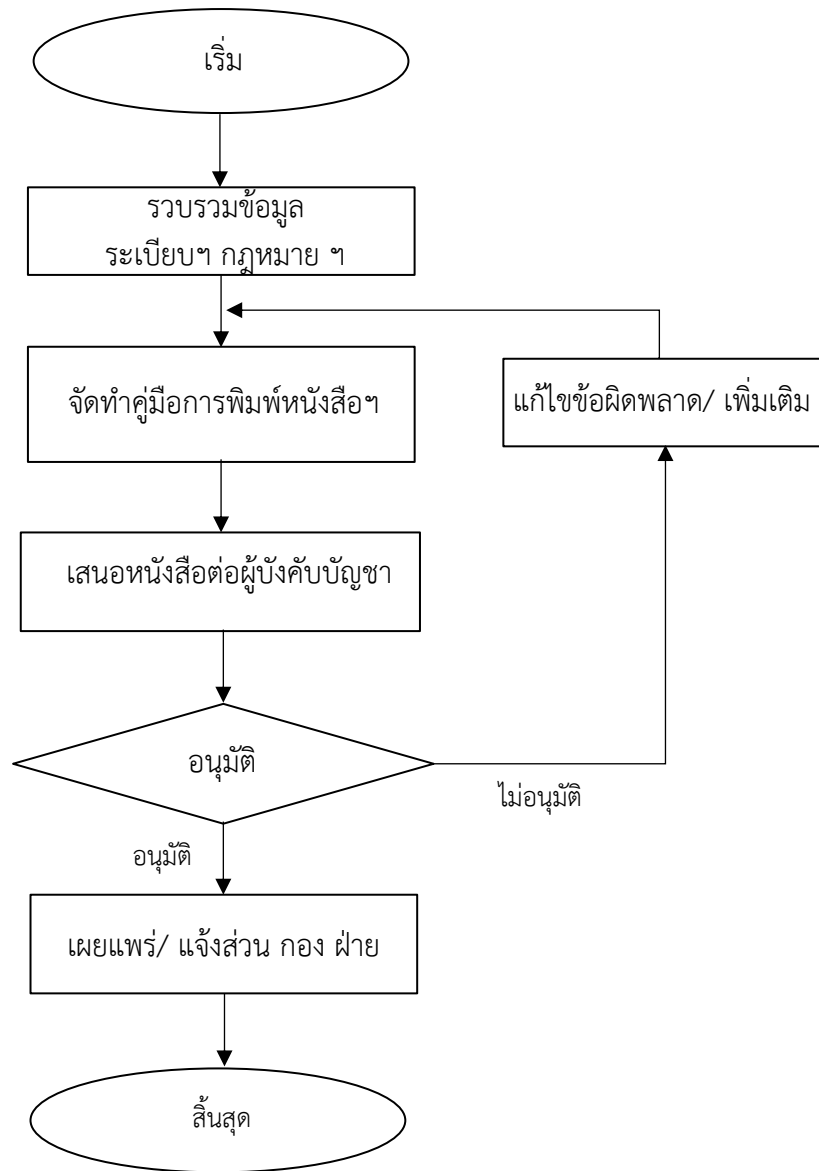 เริ่ม
รวบรวมข้อมูล
ระเบียบฯ กฎหมาย ฯ
จัดทำคู่มือการพิมพ์หนังสือฯ
แก้ไขข้อผิดพลาด/ เพิ่มเติม
เสนอหนังสือต่อผู้บังคับบัญชา
อนุมัติ
ไม่อนุมัติ
อนุมัติ
เผยแพร่/ แจ้งส่วน กอง ฝ่าย
สิ้นสุด